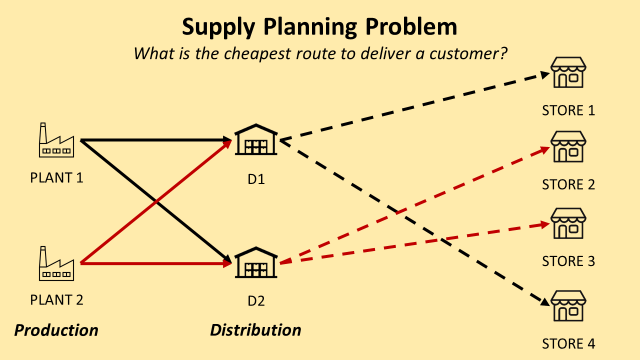 Supply Planning Problem
What is the cheapest route to deliver a customer?
STORE 1
PLANT 1
D1
STORE 2
STORE 3
PLANT 2
D2
Production
Distribution
STORE 4